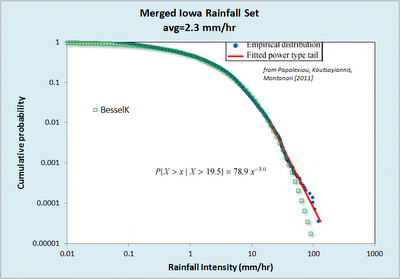 Merged Iowa Rainfall Set
avg=2.3 mm/hr
Empirical distribution
Fitted power type tail
from Papalexiou, Koutsoyiannis,
Montanari [2011]
BesselK
P{X > x | X > 19.5} = 78.9 x^-3.0
Cumulative probability
1
0.1
0.01
0.001
0.0001
0.00001
0.01
0.1
1
10
100
1000
Rainfall Intensity (mm/hr)